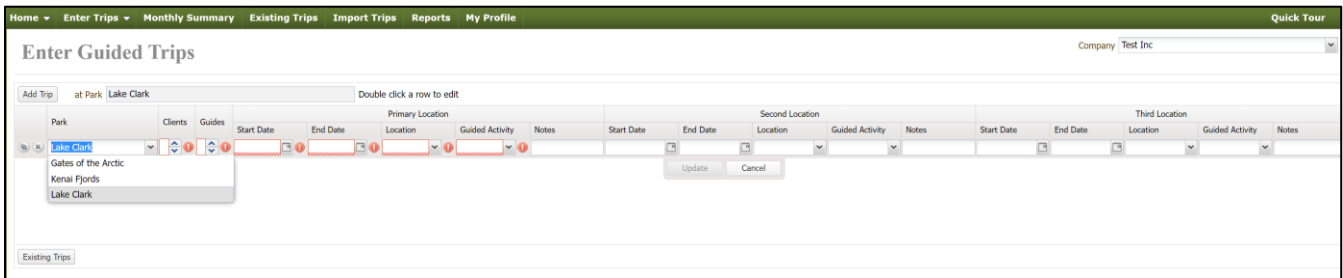 Home Enter Trips Monthly Summary Existing Trips Import Trips Reports My Profile Quick Tour
Enter Guided Trips
Company Test Inc
Add Trip at Park Lake Clark Double click a row to edit
Primary Location Second Location Third Location
Park Clients Guides Start Date End Date Location Guided Activity Notes Start Date End Date Location Guided Activity Notes Start Date End Date Location Guided Activity Notes
Lake Clark
Gates of the Arctic
Kenai Fjords
Lake Clark
Update Cancel
Existing Trips